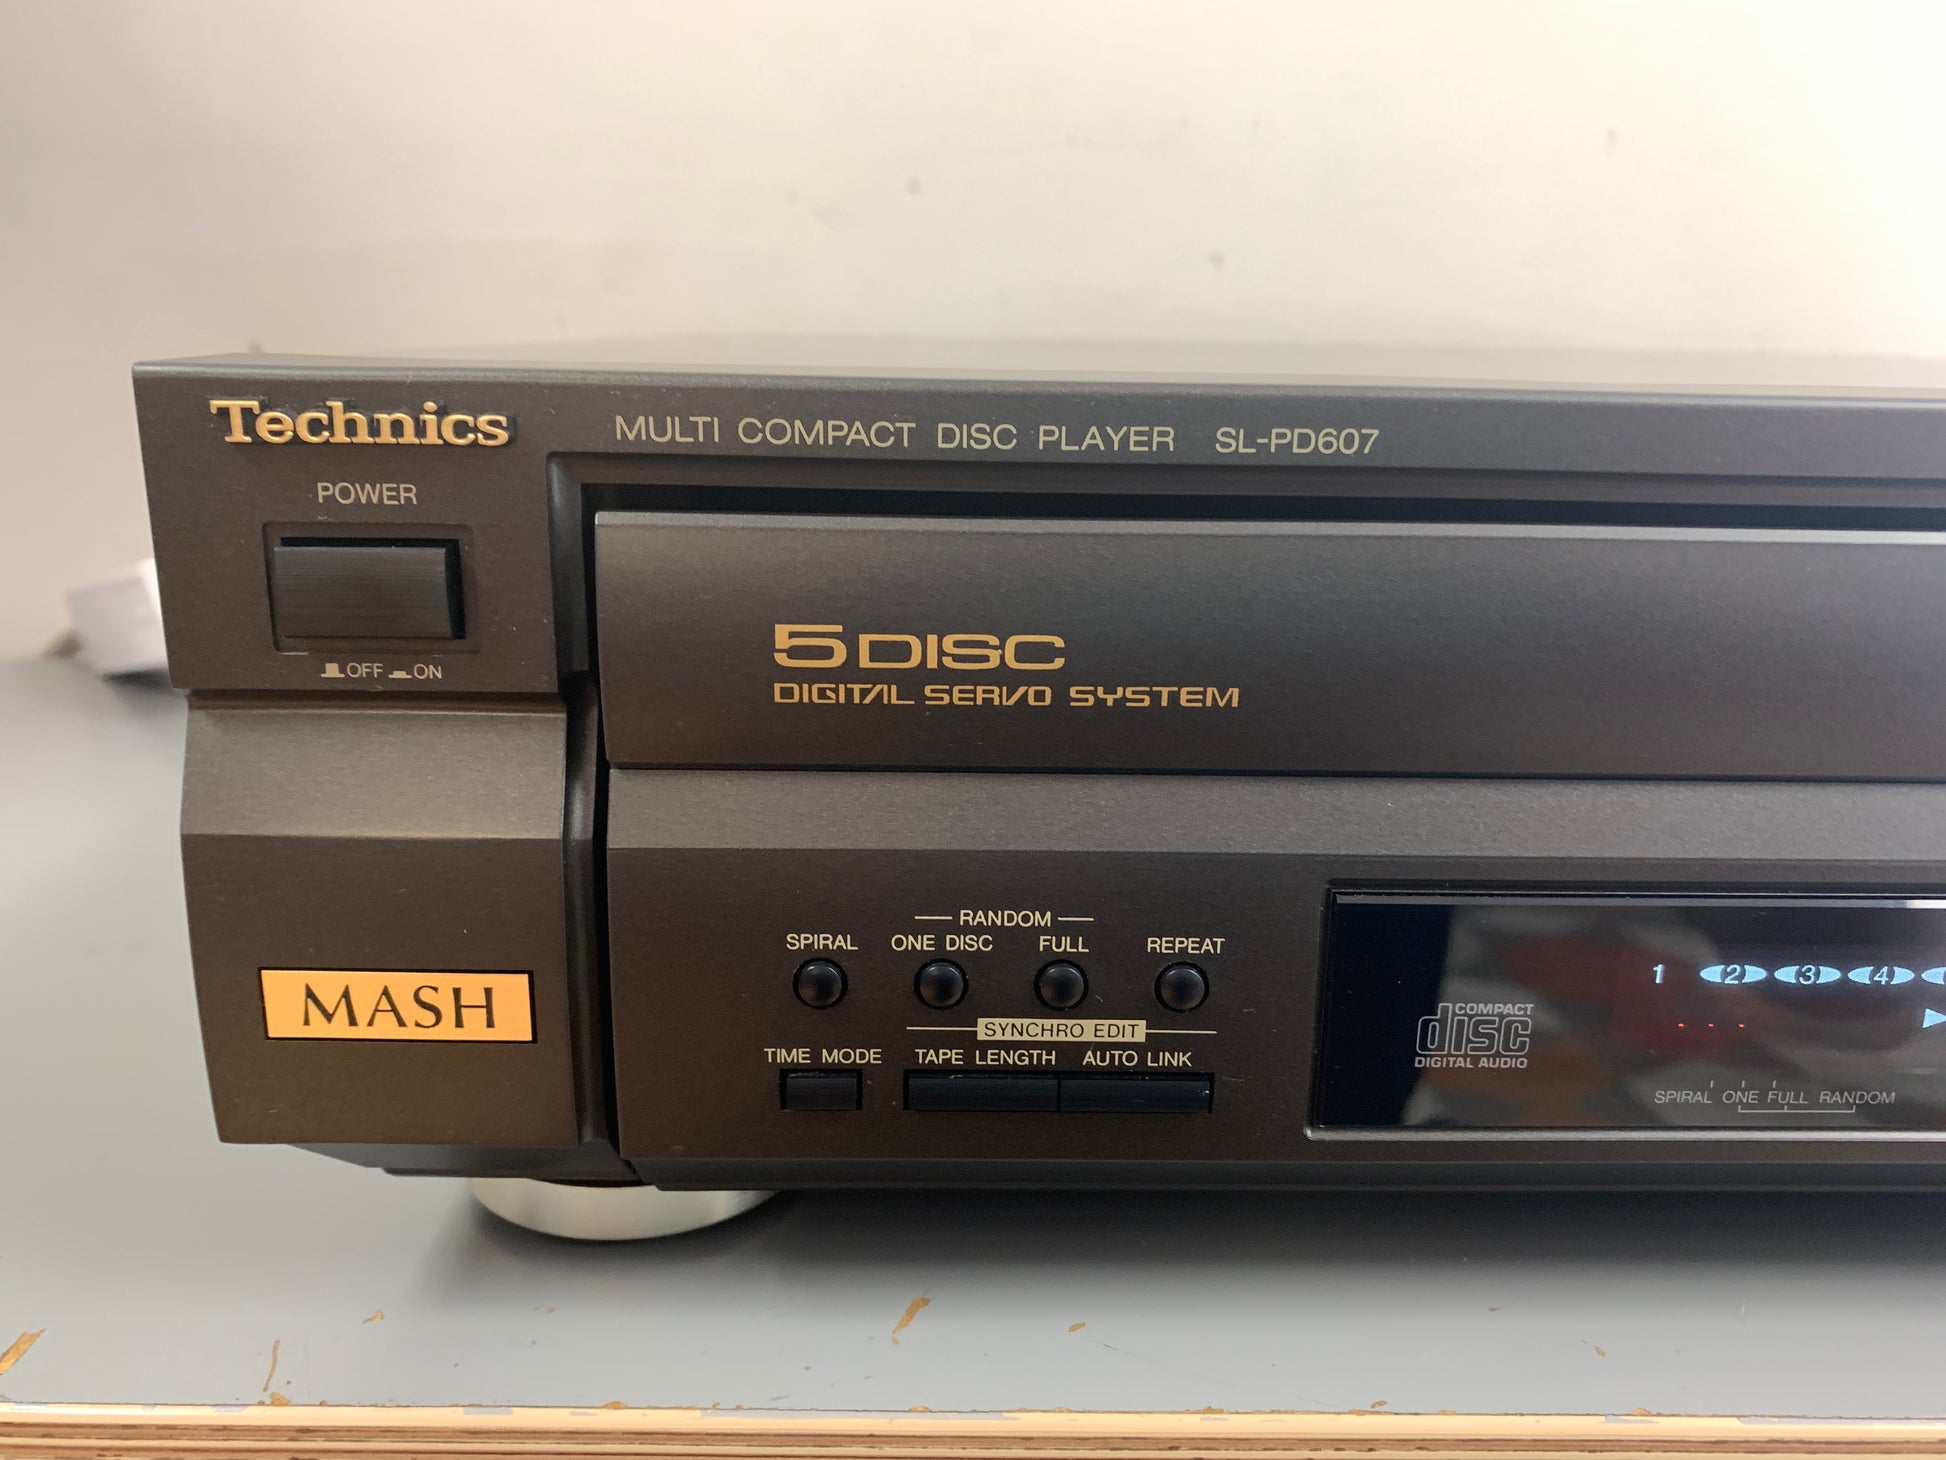 Technics
MULTI COMPACT DISC PLAYER SL-PD607
POWER
OFF ON
5 DISC
DIGITAL SERVO SYSTEM
MASH
RANDOM
SPIRAL ONE DISC FULL REPEAT
SYNCHRO EDIT
TIME MODE TAPE LENGTH AUTO LINK
1 2 3 4
COMPACT
disc
DIGITAL AUDIO
SPIRAL ONE FULL RANDOM